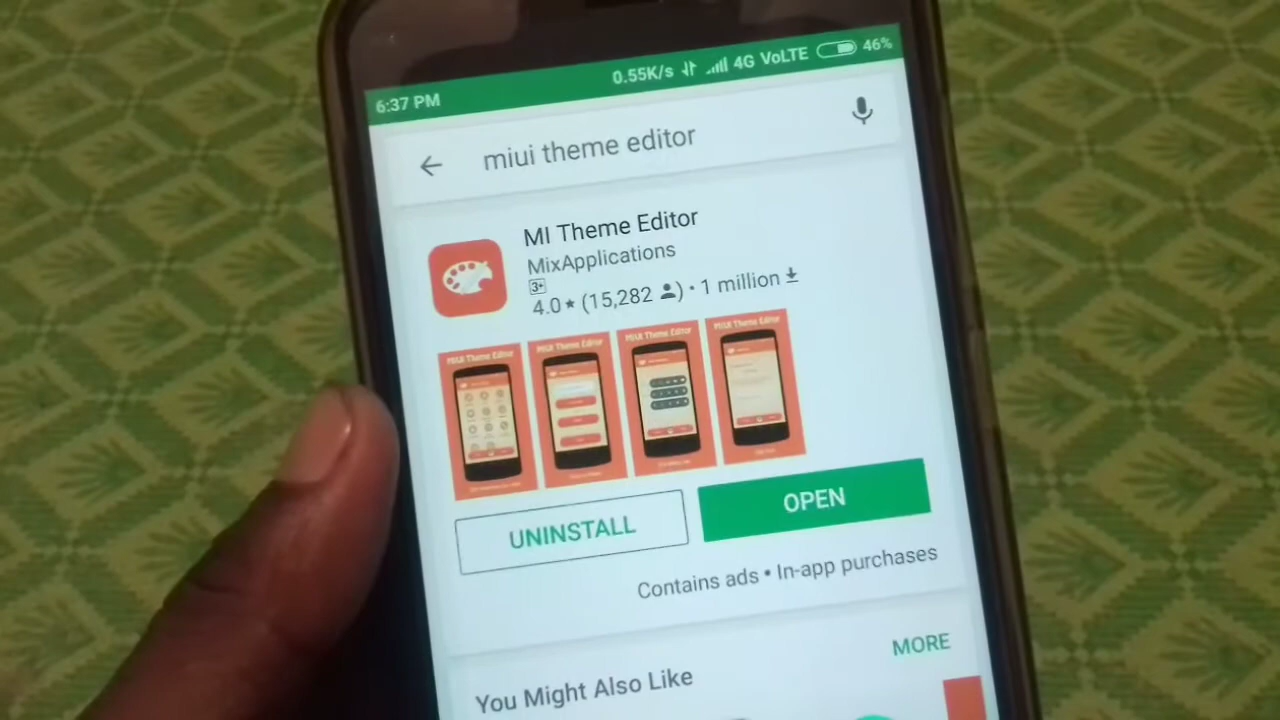 6:37 PM 0.55K/s 4G VoLTE 46%
miui theme editor
MI Theme Editor
MixApplications
3+
4.0★ (15,282) • 1 million
MIUI Theme Editor MIUI Theme Editor MIUI Theme Editor MIUI Theme Editor
UNINSTALL OPEN
Contains ads • In-app purchases
You Might Also Like MORE